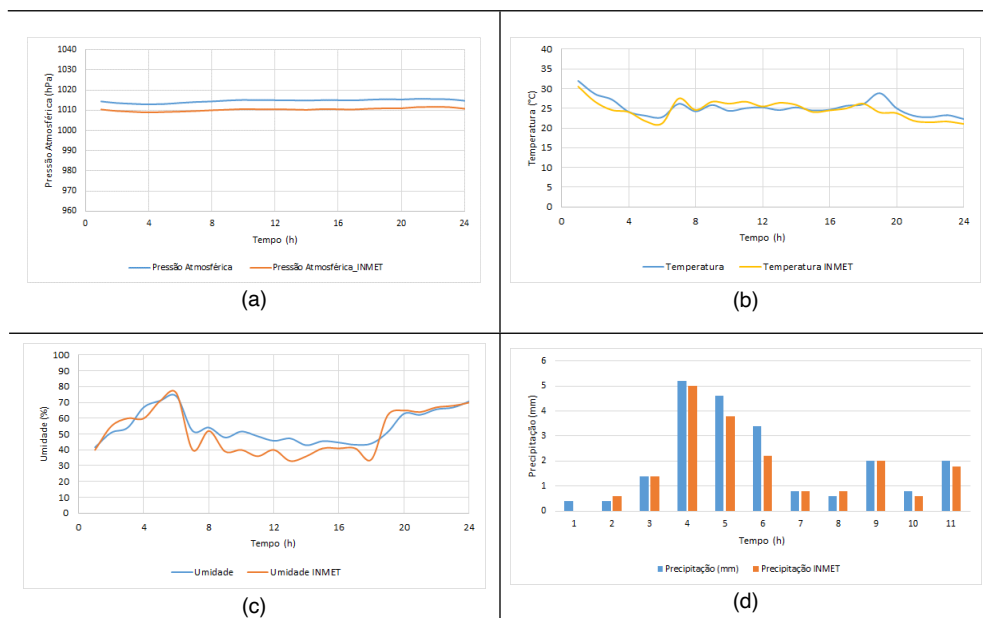 1040
1030
1020
1010
1000
990
980
970
960
Pressão Atmosférica (hPa)
0 4 8 12 16 20 24
Tempo (h)
Pressão Atmosférica Pressão Atmosférica_INMET
(a)
40
35
30
25
20
15
10
5
0
Temperatura (°C)
0 4 8 12 16 20 24
Tempo (h)
Temperatura Temperatura INMET
(b)
100
90
80
70
60
50
40
30
20
10
0
Umidade (%)
0 4 8 12 16 20 24
Tempo (h)
Umidade Umidade INMET
(c)
6
5
4
3
2
1
0
Precipitação (mm)
1 2 3 4 5 6 7 8 9 10 11
Tempo (h)
Precipitação (mm) Precipitação INMET
(d)